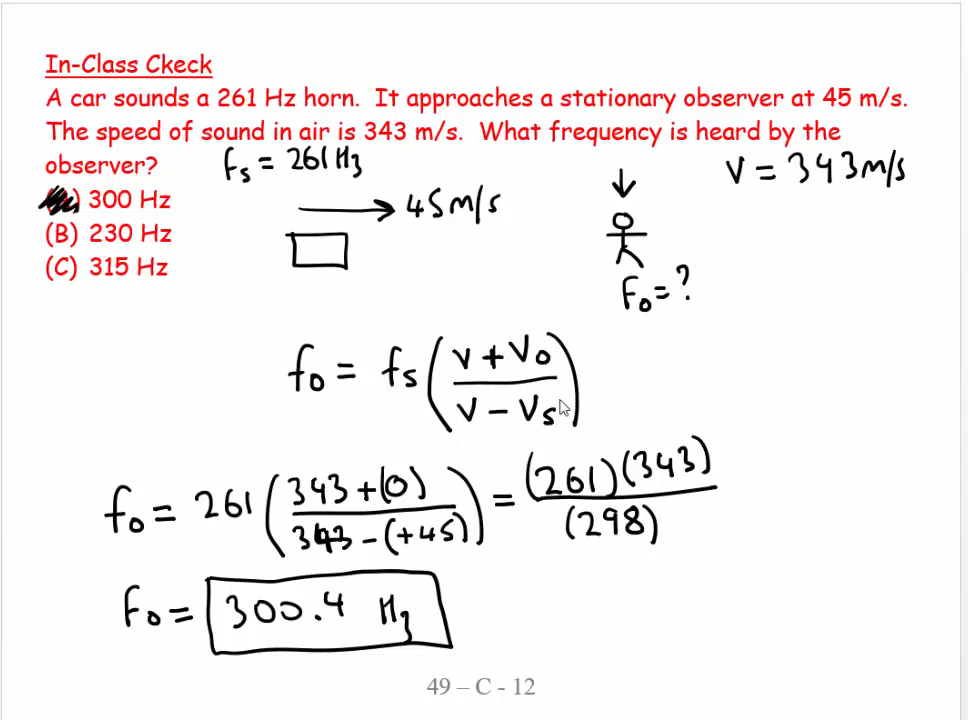 In-Class Ckeck
A car sounds a 261 Hz horn. It approaches a stationary observer at 45 m/s.
The speed of sound in air is 343 m/s. What frequency is heard by the
observer?
fs = 261 Hz
V = 343 m/s
) 300 Hz
45 m/s
(B) 230 Hz
(C) 315 Hz
Fo = ?
fo = fs (V + Vo / V - Vs)
fo = 261 (343 + (0) / 343 - (+45)) = (261)(343) / (298)
Fo = 300.4 Hz
49 – C - 12